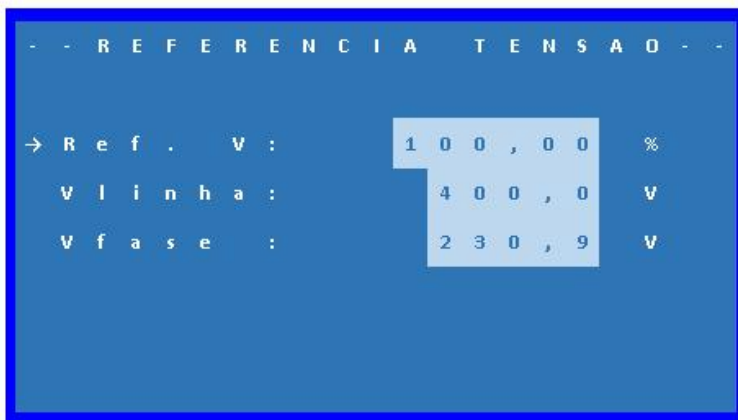 --REFERENCIA TENSAO--
→Ref. V: 100,00 %
Vlinha: 400,0 V
Vfase : 230,9 V